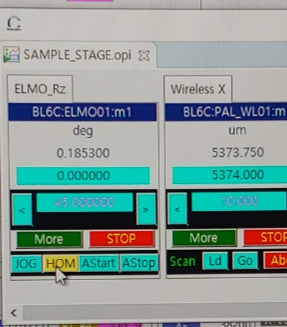 SAMPLE_STAGE.opi
ELMO_Rz
BL6C:ELMO01:m1
deg
0.185300
0.000000
< 45.000000 >
More STOP
JOG HOM AStart AStop
Wireless X
BL6C:PAL_WL01:m
um
5373.750
5374.000
< 10.000
More STOP
Scan Ld Go Ab